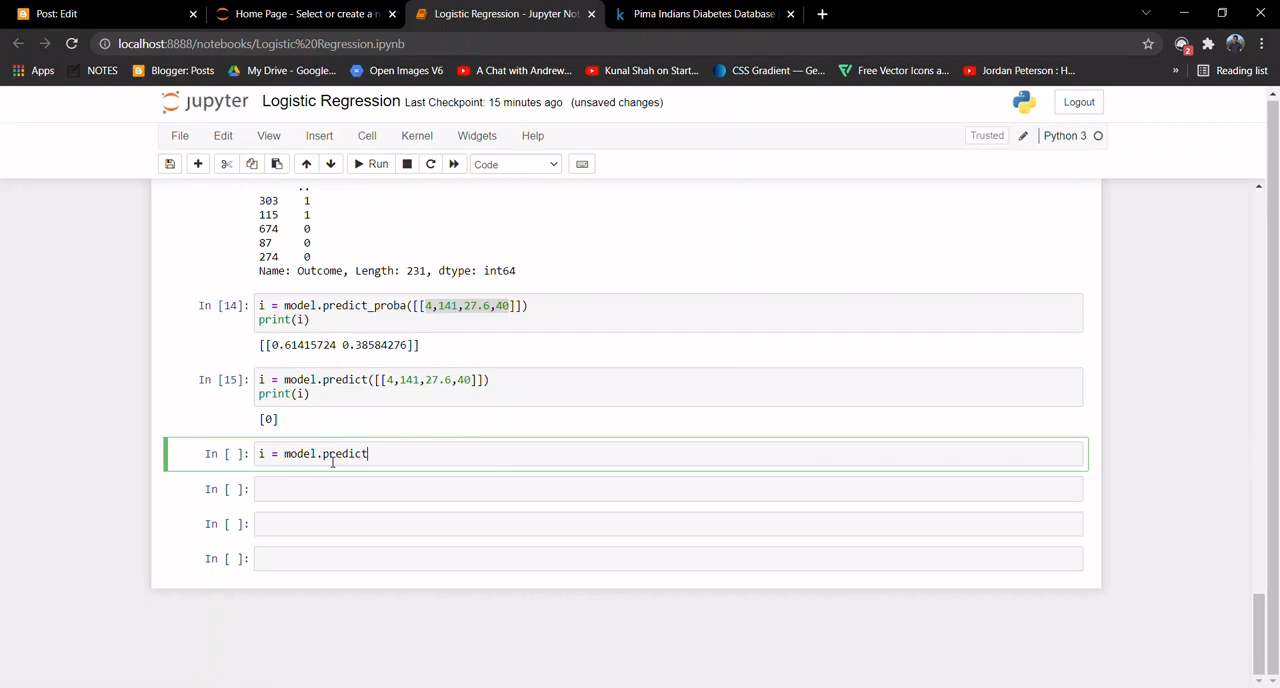 Post: Edit
Home Page - Select or create a n
Logistic Regression - Jupyter Not
Pima Indians Diabetes Database
localhost:8888/notebooks/Logistic%20Regression.ipynb
2
Apps
NOTES
Blogger: Posts
My Drive - Google...
Open Images V6
A Chat with Andrew...
Kunal Shah on Start...
CSS Gradient — Ge...
Free Vector Icons a...
Jordan Peterson : H...
»
Reading list
jupyter Logistic Regression Last Checkpoint: 15 minutes ago (unsaved changes)
Logout
File Edit View Insert Cell Kernel Widgets Help
Trusted
Python 3
Run
Code
..
303 1
115 1
674 0
87 0
274 0
Name: Outcome, Length: 231, dtype: int64
In [14]: i = model.predict_proba([[4,141,27.6,40]])
print(i)
[[0.61415724 0.38584276]]
In [15]: i = model.predict([[4,141,27.6,40]])
print(i)
[0]
In [ ]: i = model.predict
In [ ]:
In [ ]:
In [ ]: